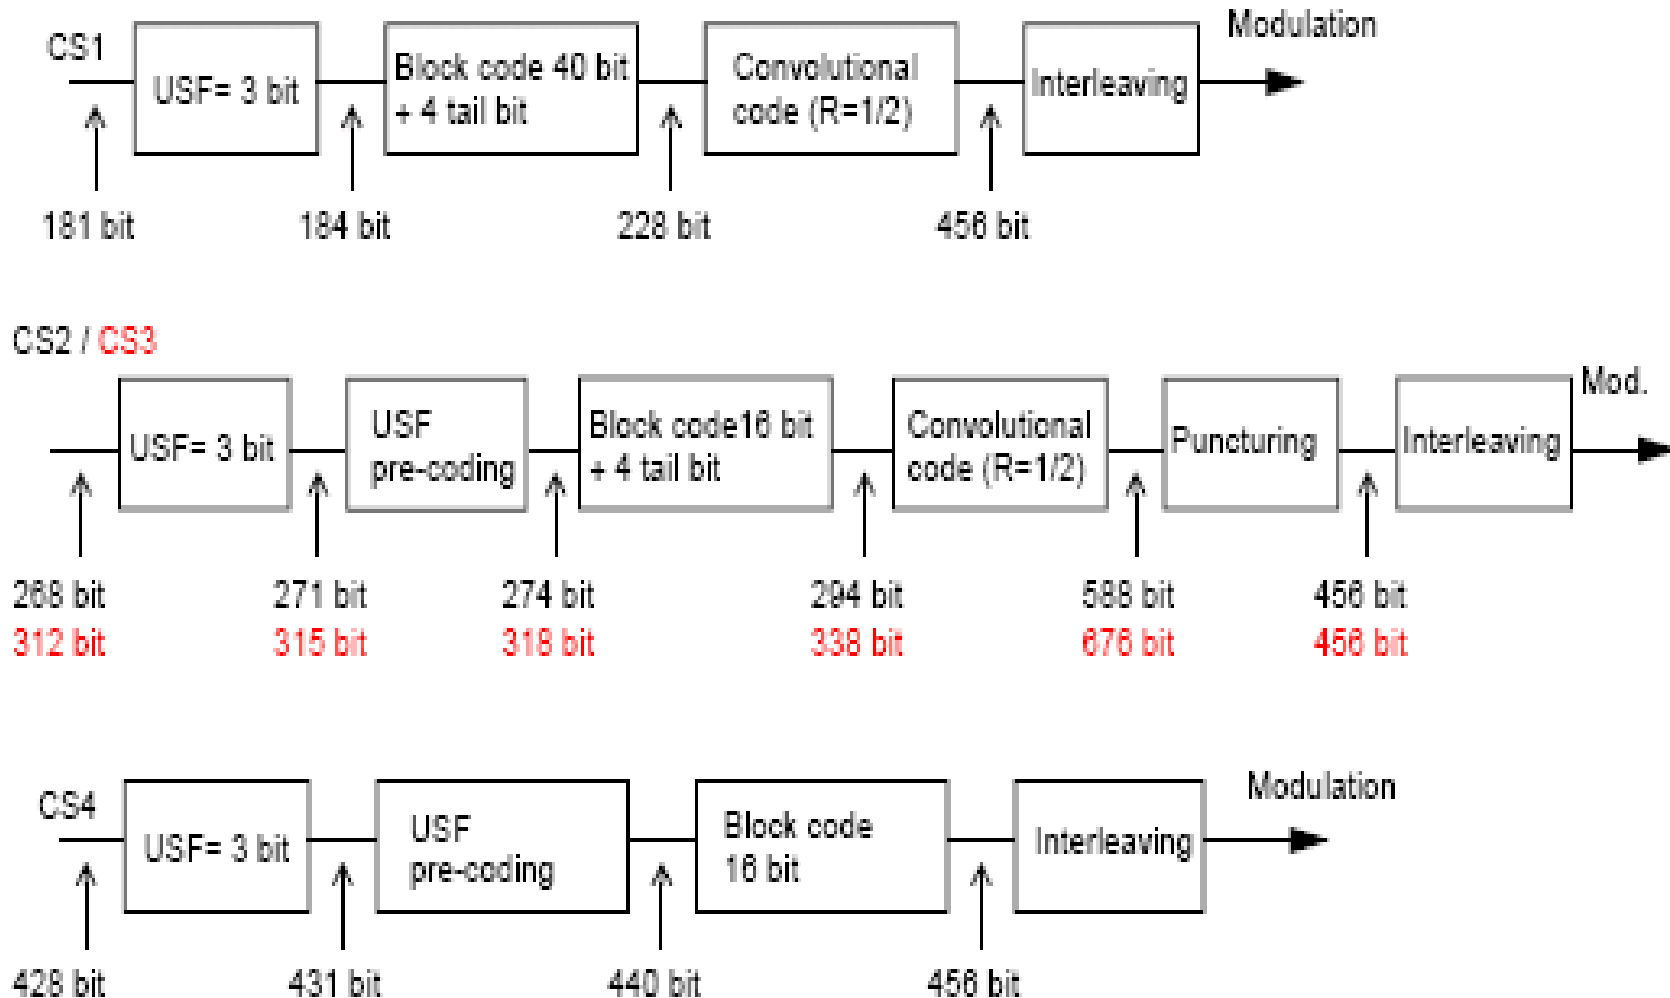 CS1
USF= 3 bit
Block code 40 bit
+ 4 tail bit
Convolutional
code (R=1/2)
Interleaving
Modulation
181 bit
184 bit
228 bit
456 bit
CS2 / CS3
USF= 3 bit
USF
pre-coding
Block code16 bit
+ 4 tail bit
Convolutional
code (R=1/2)
Puncturing
Interleaving
Mod.
268 bit
271 bit
274 bit
294 bit
588 bit
456 bit
312 bit
315 bit
318 bit
338 bit
676 bit
456 bit
CS4
USF= 3 bit
USF
pre-coding
Block code
16 bit
Interleaving
Modulation
428 bit
431 bit
440 bit
456 bit